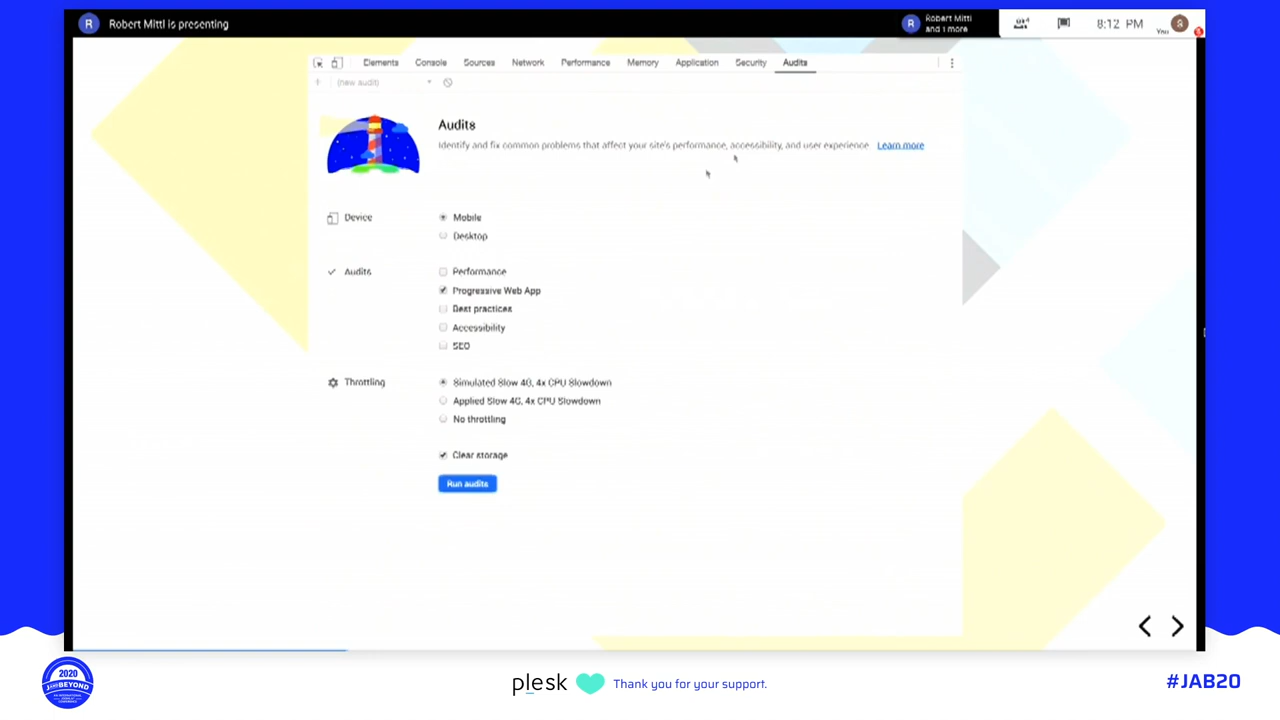 R Robert Mittl is presenting
R Robert Mittl
and 1 more
8:12 PM
You
S
Elements Console Sources Network Performance Memory Application Security Audits
(new audit)
Audits
Identify and fix common problems that affect your site's performance, accessibility, and user experience Learn more
Device
Mobile
Desktop
Audits
Performance
Progressive Web App
Best practices
Accessibility
SEO
Throttling
Simulated Slow 4G, 4x CPU Slowdown
Applied Slow 4G, 4x CPU Slowdown
No throttling
Clear storage
Run audits
2020
BEYOND
plesk
Thank you for your support.
#JAB20